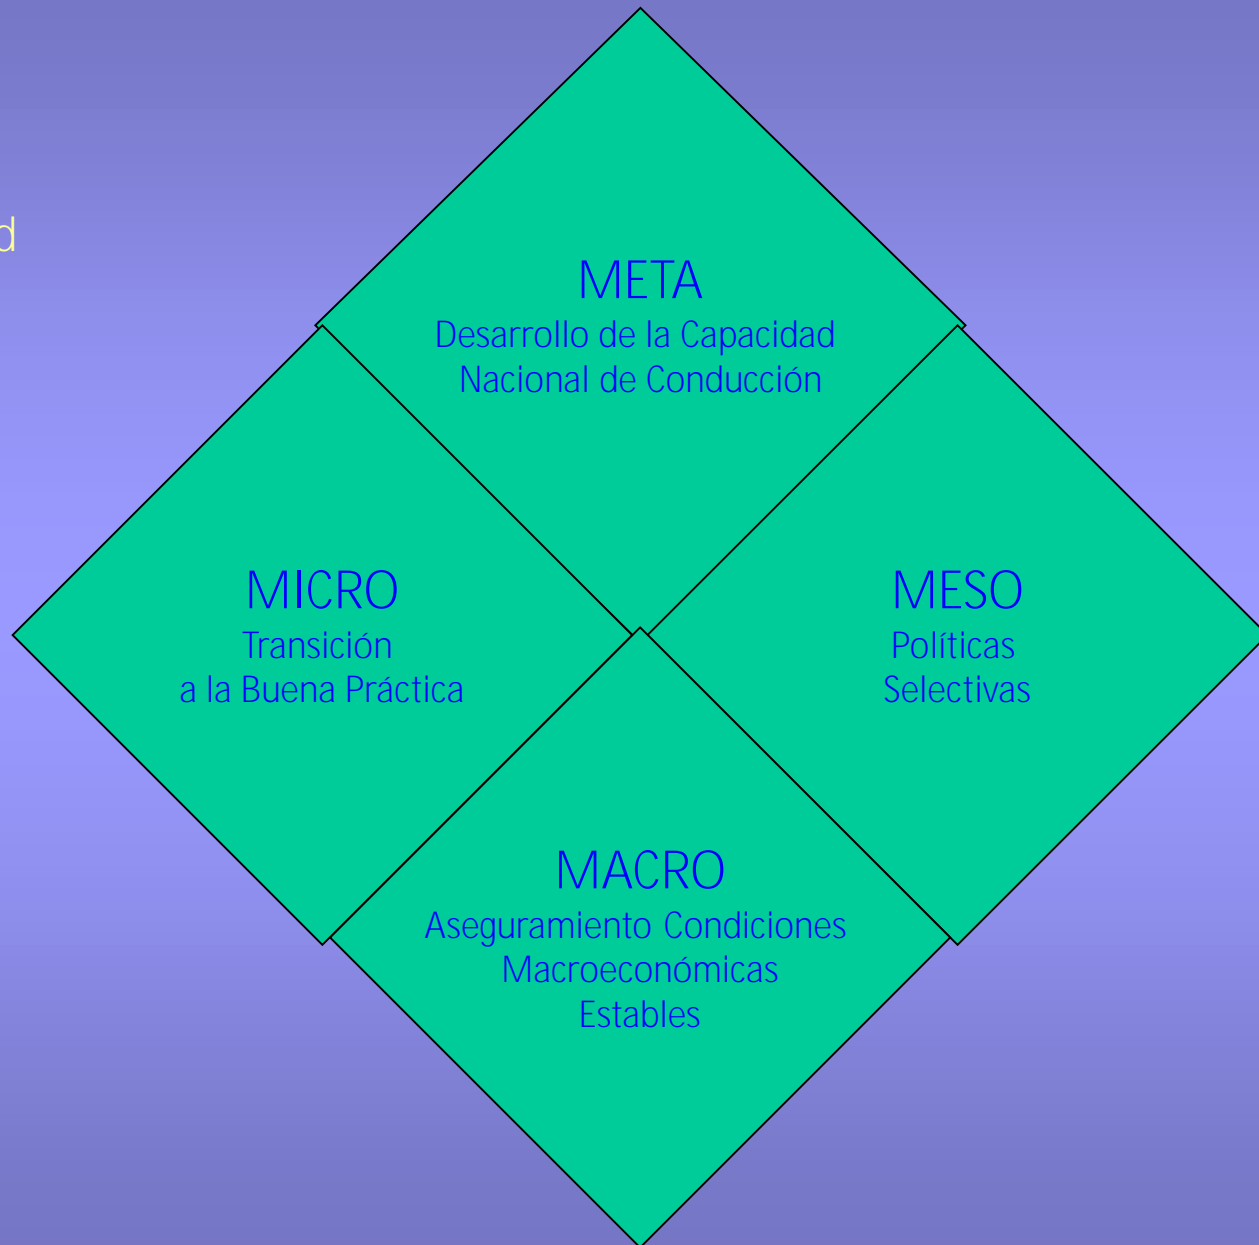 d
META
Desarrollo de la Capacidad
Nacional de Conducción
MICRO
Transición
a la Buena Práctica
MESO
Políticas
Selectivas
MACRO
Aseguramiento Condiciones
Macroeconómicas
Estables